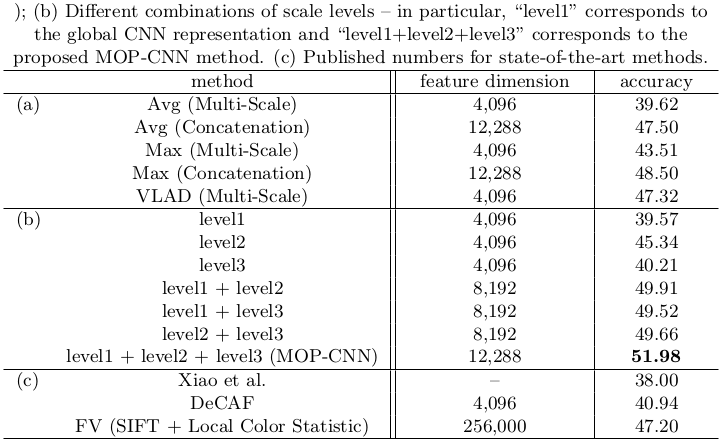 ); (b) Different combinations of scale levels – in particular, “level1” corresponds to
the global CNN representation and “level1+level2+level3” corresponds to the
proposed MOP-CNN method. (c) Published numbers for state-of-the-art methods.
method feature dimension accuracy
(a) Avg (Multi-Scale) 4,096 39.62
Avg (Concatenation) 12,288 47.50
Max (Multi-Scale) 4,096 43.51
Max (Concatenation) 12,288 48.50
VLAD (Multi-Scale) 4,096 47.32
(b) level1 4,096 39.57
level2 4,096 45.34
level3 4,096 40.21
level1 + level2 8,192 49.91
level1 + level3 8,192 49.52
level2 + level3 8,192 49.66
level1 + level2 + level3 (MOP-CNN) 12,288 51.98
(c) Xiao et al. – 38.00
DeCAF 4,096 40.94
FV (SIFT + Local Color Statistic) 256,000 47.20